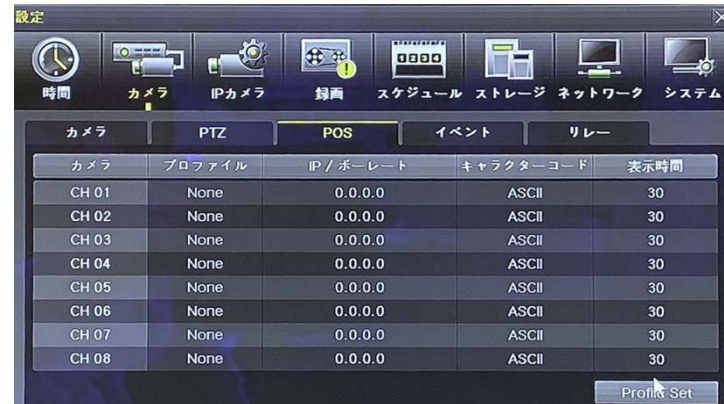 設定
時間 カメラ IPカメラ 録画 スケジュール ストレージ ネットワーク システム
カメラ PTZ POS イベント リレー
カメラ プロファイル IP / ボーレート キャラクターコード 表示時間
CH 01 None 0.0.0.0 ASCII 30
CH 02 None 0.0.0.0 ASCII 30
CH 03 None 0.0.0.0 ASCII 30
CH 04 None 0.0.0.0 ASCII 30
CH 05 None 0.0.0.0 ASCII 30
CH 06 None 0.0.0.0 ASCII 30
CH 07 None 0.0.0.0 ASCII 30
CH 08 None 0.0.0.0 ASCII 30
Profile Set